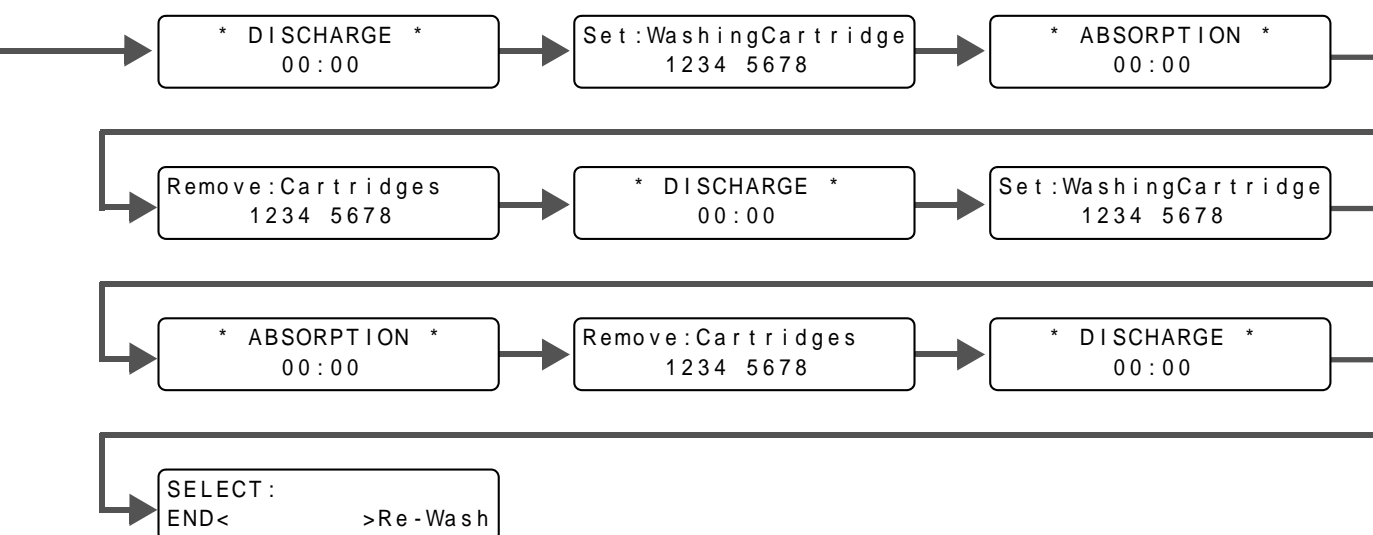 * DISCHARGE *
00:00
Set:WashingCartridge
1234 5678
* ABSORPTION *
00:00
Remove:Cartridges
1234 5678
* DISCHARGE *
00:00
Set:WashingCartridge
1234 5678
* ABSORPTION *
00:00
Remove:Cartridges
1234 5678
* DISCHARGE *
00:00
SELECT:
END< >Re-Wash